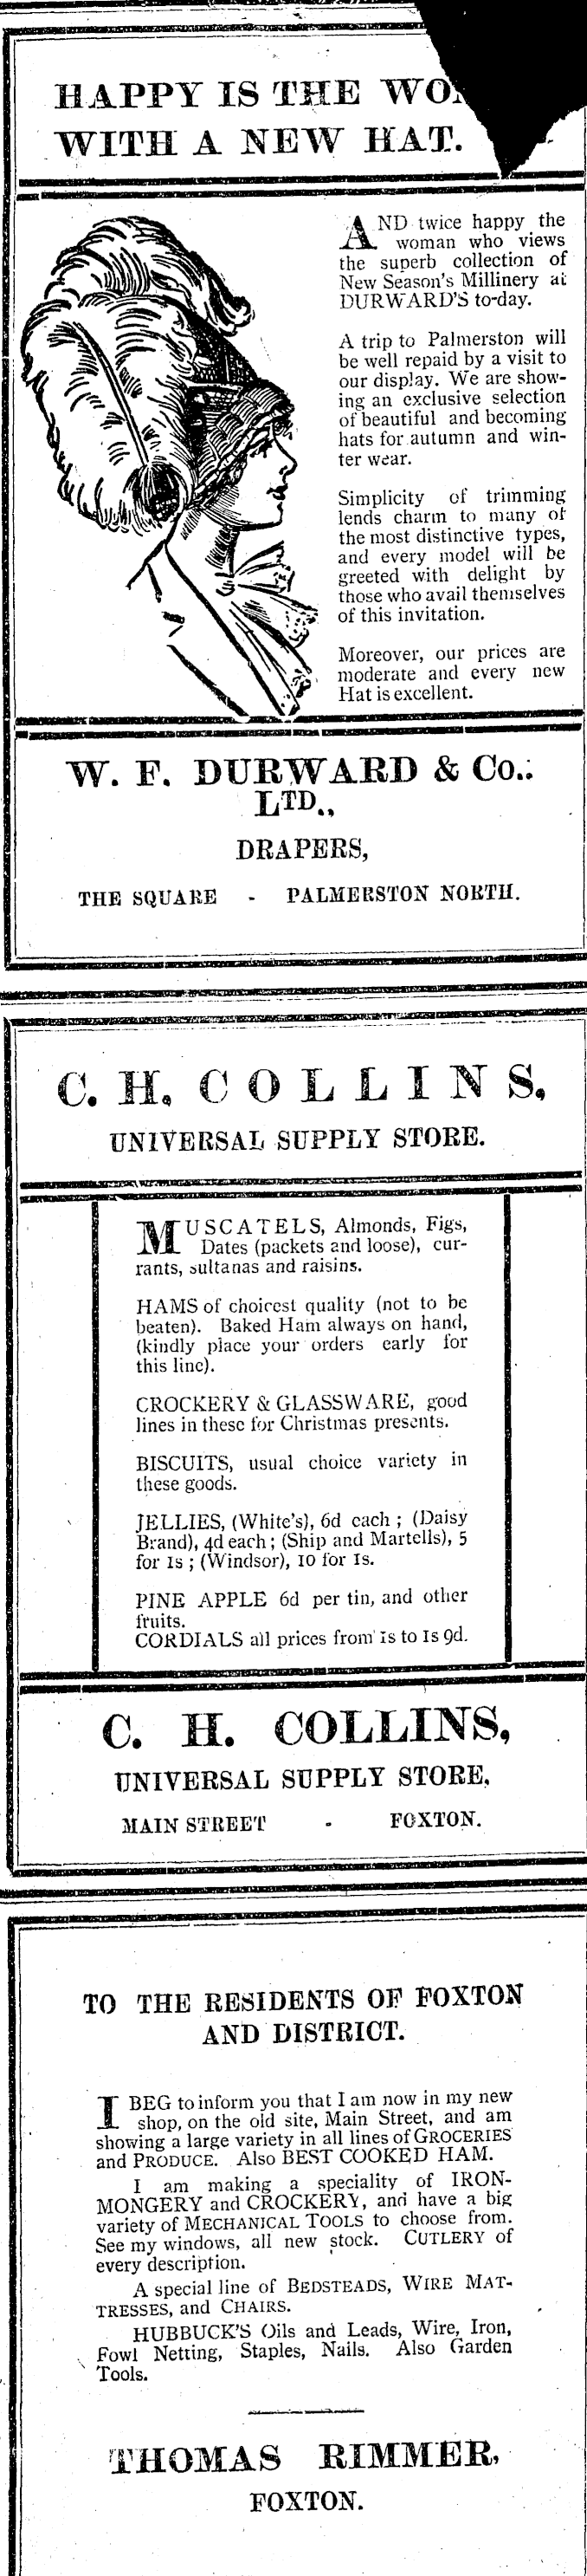 HAPPY IS THE
WITH A NEW HAT.
AND twice happy the
woman who views
the superb collection of
New Season's Millinery at
DURWARD'S to-day.
A trip to Palmerston will
be well repaid by a visit to
our display. We are show-
ing an exclusive selection
of beautiful and becoming
hats for autumn and win-
ter wear.
Simplicity of trimming
lends charm to many of
the most distinctive types,
and every model will be
greeted with delight by
those who avail themselves
of this invitation.
Moreover, our prices are
moderate and every new
Hat is excellent.
W. F. DURWARD & Co..
LTD.,
DRAPERS,
THE SQUARE - PALMERSTON NORTH.
C. H. COLLINS,
UNIVERSAL SUPPLY STORE.
MUSCATELS, Almonds, Figs,
Dates (packets and loose), cur-
rants, sultanas and raisins.
HAMS of choicest quality (not to be
beaten). Baked Ham always on hand,
(kindly place your orders early for
this line).
CROCKERY & GLASSWARE, good
lines in these for Christmas presents.
BISCUITS, usual choice variety in
these goods.
JELLIES, (White's), 6d each ; (Daisy
Brand), 4d each ; (Ship and Martells), 5
for 1s ; (Windsor), 10 for 1s.
PINE APPLE 6d per tin, and other
fruits.
CORDIALS all prices from 1s to 1s 9d.
C. H. COLLINS,
UNIVERSAL SUPPLY STORE,
MAIN STREET - FOXTON.
TO THE RESIDENTS OF FOXTON
AND DISTRICT.
I BEG to inform you that I am now in my new
shop, on the old site, Main Street, and am
showing a large variety in all lines of GROCERIES
and PRODUCE. Also BEST COOKED HAM.
I am making a speciality of IRON-
MONGERY and CROCKERY, and have a big
variety of MECHANICAL TOOLS to choose from.
See my windows, all new stock. CUTLERY of
every description.
A special line of BEDSTEADS, WIRE MAT-
TRESSES, and CHAIRS.
HUBBUCK'S Oils and Leads, Wire, Iron,
Fowl Netting, Staples, Nails. Also Garden
Tools.
THOMAS RIMMER,
FOXTON.